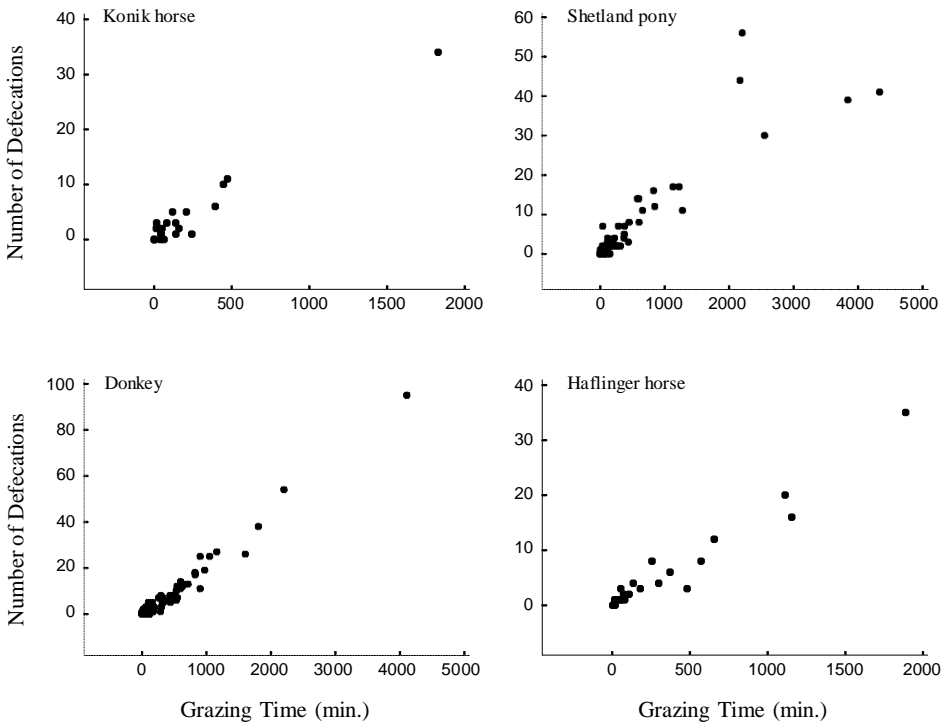 Konik horse
40
30
20
10
0
0 500 1000 1500 2000
Number of Defecations
Shetland pony
60
50
40
30
20
10
0
0 1000 2000 3000 4000 5000
Donkey
100
80
60
40
20
0
0 1000 2000 3000 4000 5000
Number of Defecations
Grazing Time (min.)
Haflinger horse
40
30
20
10
0
0 500 1000 1500 2000
Grazing Time (min.)